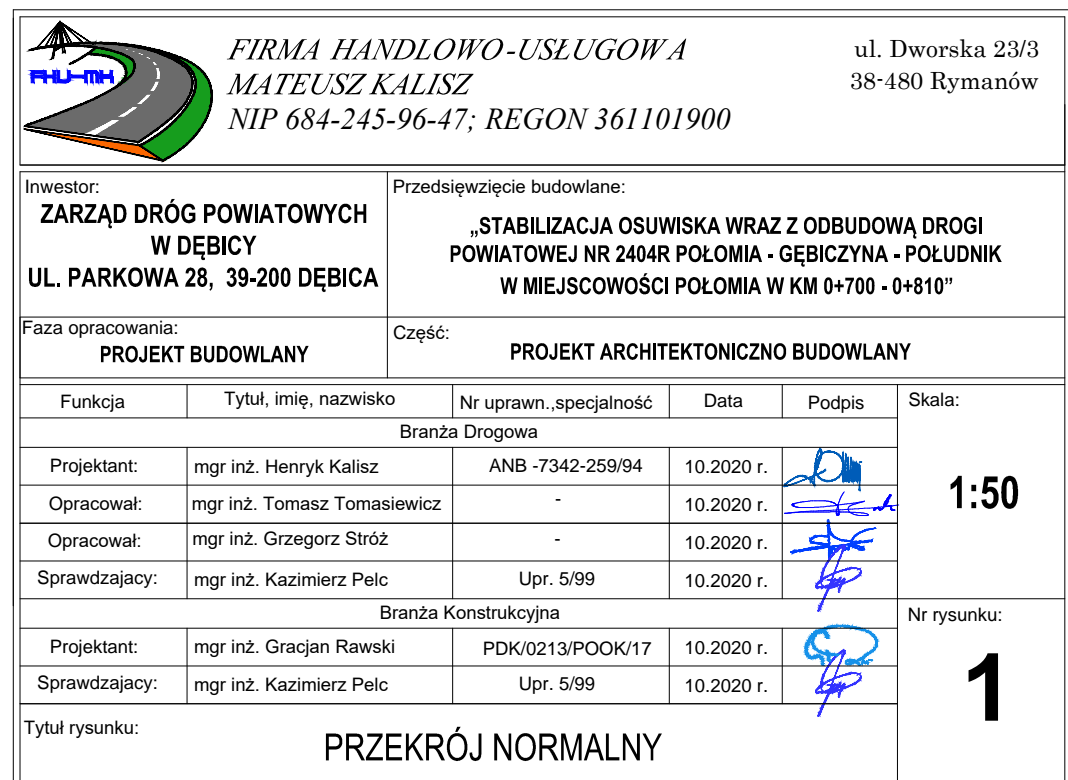 FHU-MK
FIRMA HANDLOWO-USŁUGOWA
MATEUSZ KALISZ
NIP 684-245-96-47; REGON 361101900
ul. Dworska 23/3
38-480 Rymanów
Inwestor:
ZARZĄD DRÓG POWIATOWYCH
W DĘBICY
UL. PARKOWA 28, 39-200 DĘBICA
Przedsięwzięcie budowlane:
„STABILIZACJA OSUWISKA WRAZ Z ODBUDOWĄ DROGI
POWIATOWEJ NR 2404R POŁOMIA - GĘBICZYNA - POŁUDNIK
W MIEJSCOWOŚCI POŁOMIA W KM 0+700 - 0+810”
Faza opracowania:
PROJEKT BUDOWLANY
Część:
PROJEKT ARCHITEKTONICZNO BUDOWLANY
Funkcja Tytuł, imię, nazwisko Nr uprawn.,specjalność Data Podpis
Skala:
1:50
Branża Drogowa
Projektant: mgr inż. Henryk Kalisz ANB -7342-259/94 10.2020 r.
Opracował: mgr inż. Tomasz Tomasiewicz - 10.2020 r.
Opracował: mgr inż. Grzegorz Stróż - 10.2020 r.
Sprawdzajacy: mgr inż. Kazimierz Pelc Upr. 5/99 10.2020 r.
Branża Konstrukcyjna
Projektant: mgr inż. Gracjan Rawski PDK/0213/POOK/17 10.2020 r.
Sprawdzajacy: mgr inż. Kazimierz Pelc Upr. 5/99 10.2020 r.
Nr rysunku:
1
Tytuł rysunku:
PRZEKRÓJ NORMALNY